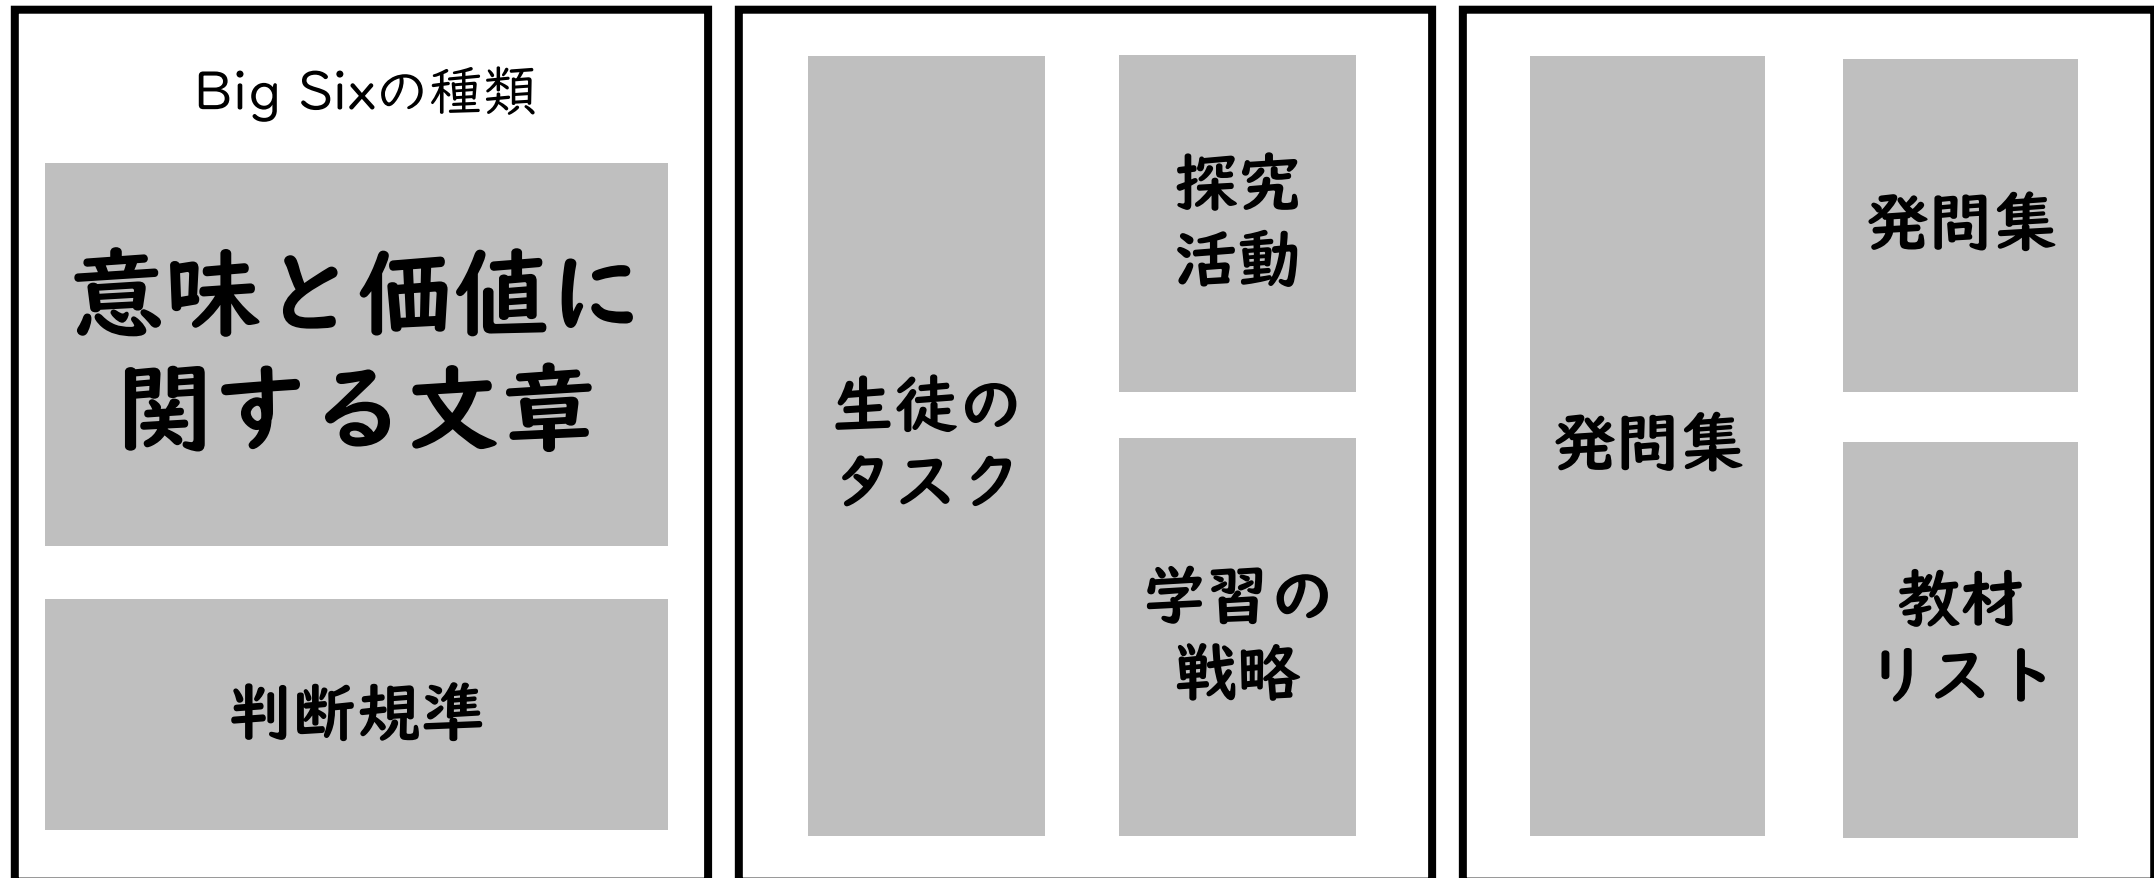 Big Sixの種類
意味と価値に
関する文章
判断規準
生徒の
タスク
探究
活動
学習の
戦略
発問集
発問集
教材
リスト